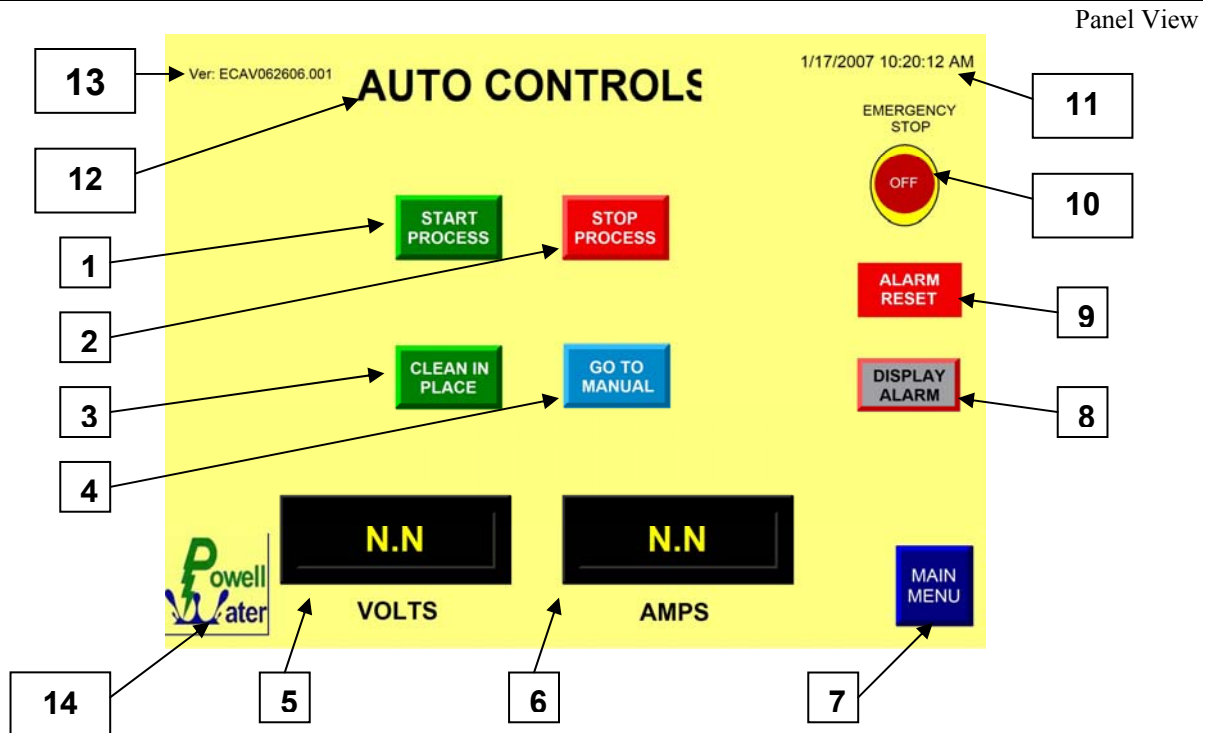 Panel View
13
Ver: ECAV062606.001
AUTO CONTROLS
1/17/2007 10:20:12 AM
11
EMERGENCY
STOP
12
OFF
10
START
PROCESS
STOP
PROCESS
1
ALARM
RESET
9
2
CLEAN IN
PLACE
GO TO
MANUAL
DISPLAY
ALARM
3
8
4
N.N
N.N
Powell
Water
VOLTS
AMPS
MAIN
MENU
14
5
6
7